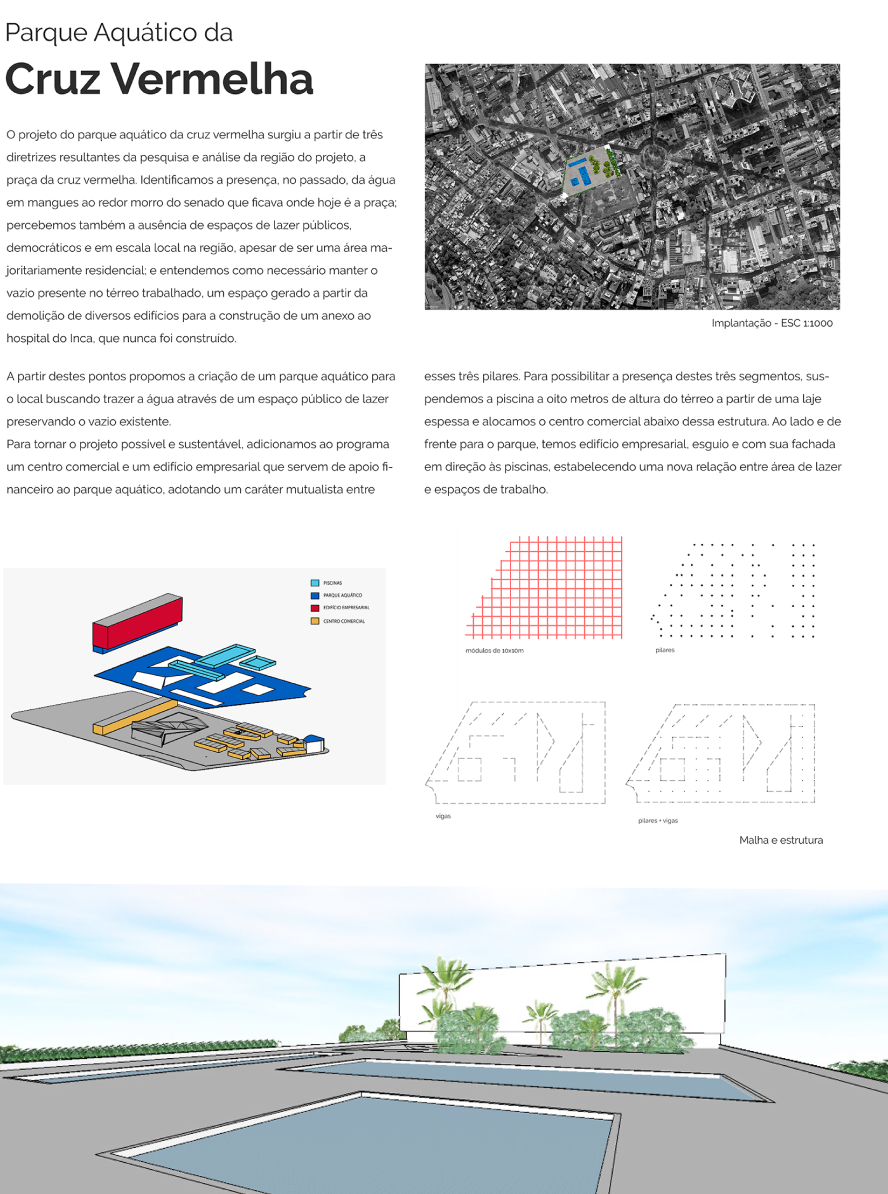 Parque Aquático da
Cruz Vermelha
O projeto do parque aquático da cruz vermelha surgiu a partir de três
diretrizes resultantes da pesquisa e análise da região do projeto, a
praça da cruz vermelha. Identificamos a presença, no passado, da água
em mangues ao redor morro do senado que ficava onde hoje é a praça;
percebemos também a ausência de espaços de lazer públicos,
democráticos e em escala local na região, apesar de ser uma área ma-
joritariamente residencial; e entendemos como necessário manter o
vazio presente no térreo trabalhado, um espaço gerado a partir da
demolição de diversos edifícios para a construção de um anexo ao
hospital do Inca, que nunca foi construído.
Implantação - ESC 1:1000
A partir destes pontos propomos a criação de um parque aquático para
o local buscando trazer a água através de um espaço público de lazer
preservando o vazio existente.
Para tornar o projeto possível e sustentável, adicionamos ao programa
um centro comercial e um edifício empresarial que servem de apoio fi-
nanceiro ao parque aquático, adotando um caráter mutualista entre
esses três pilares. Para possibilitar a presença destes três segmentos, sus-
pendemos a piscina a oito metros de altura do térreo a partir de uma laje
espessa e alocamos o centro comercial abaixo dessa estrutura. Ao lado e de
frente para o parque, temos edifício empresarial, esguio e com sua fachada
em direção às piscinas, estabelecendo uma nova relação entre área de lazer
e espaços de trabalho.
PISCINAS
PARQUE AQUÁTICO
EDIFÍCIO EMPRESARIAL
CENTRO COMERCIAL
módulos de 10x10m
pilares
vigas
pilares + vigas
Malha e estrutura